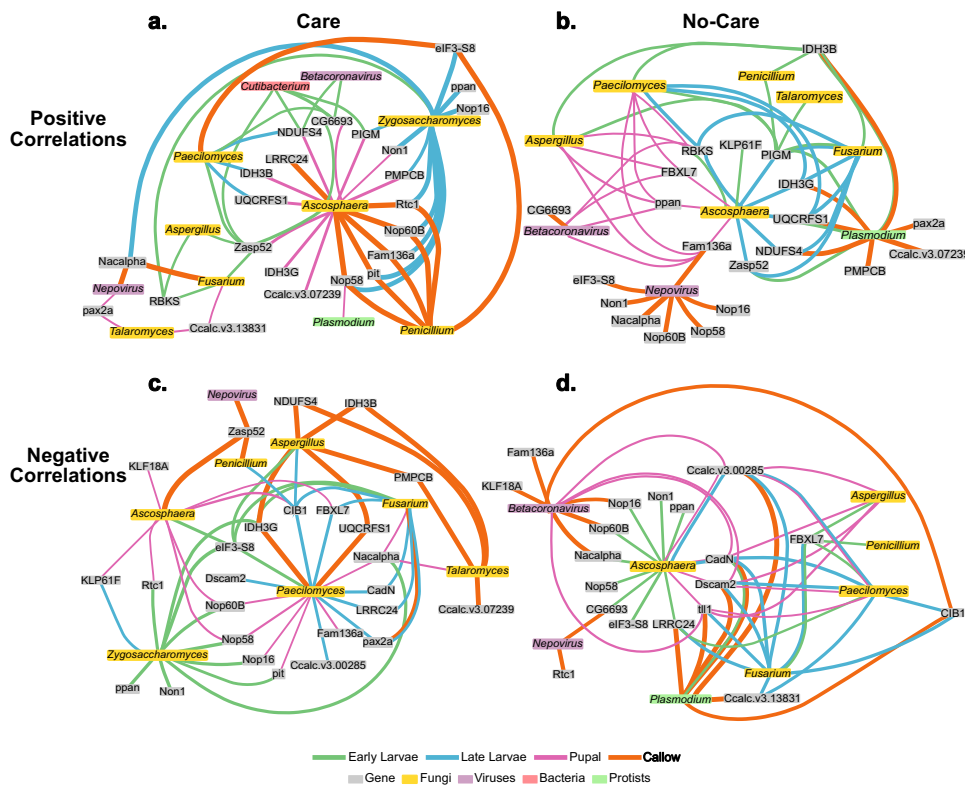 a. Care
b. No-Care
Positive
Correlations
eIF3-S8
Betacoronavirus
Cutibacterium
ppan
Nop16
CG6693
Zygosaccharomyces
NDUFS4
PIGM
Paecilomyces
LRRC24
Non1
IDH3B
PMPCB
UQCRFS1
Ascosphaera
Rtc1
Aspergillus
Nop60B
Zasp52
Fam136a
Nacalpha
IDH3G
pit
Nepovirus
Fusarium
Nop58
RBKS
Ccalc.v3.07239
pax2a
Plasmodium
Talaromyces
Ccalc.v3.13831
Penicillium
IDH3B
Penicillium
Paecilomyces
Talaromyces
Aspergillus
KLP61F
RBKS
PIGM
Fusarium
FBXL7
IDH3G
CG6693
ppan
Ascosphaera
UQCRFS1
Betacoronavirus
Plasmodium
pax2a
Fam136a
NDUFS4
Ccalc.v3.07239
Zasp52
PMPCB
eIF3-S8
Nepovirus
Non1
Nop16
Nacalpha
Nop58
Nop60B
c.
d.
Negative
Correlations
Nepovirus
NDUFS4
IDH3B
Zasp52
Aspergillus
KLF18A
Penicillium
PMPCB
Ascosphaera
CIB1
FBXL7
Fusarium
IDH3G
UQCRFS1
eIF3-S8
Nacalpha
KLP61F
Rtc1
Dscam2
Talaromyces
Paecilomyces
CadN
Nop60B
LRRC24
Ccalc.v3.07239
Nop58
Fam136a
pax2a
Zygosaccharomyces
Nop16
Ccalc.v3.00285
pit
ppan
Non1
Fam136a
Ccalc.v3.00285
KLF18A
Nop16
Non1
Aspergillus
Betacoronavirus
ppan
Nop60B
FBXL7
Penicillium
Nacalpha
CadN
Ascosphaera
Nop58
Dscam2
Paecilomyces
CG6693
tll1
CIB1
eIF3-S8
LRRC24
Nepovirus
Rtc1
Fusarium
Plasmodium
Ccalc.v3.13831
Early Larvae Late Larvae Pupal Callow
Gene Fungi Viruses Bacteria Protists